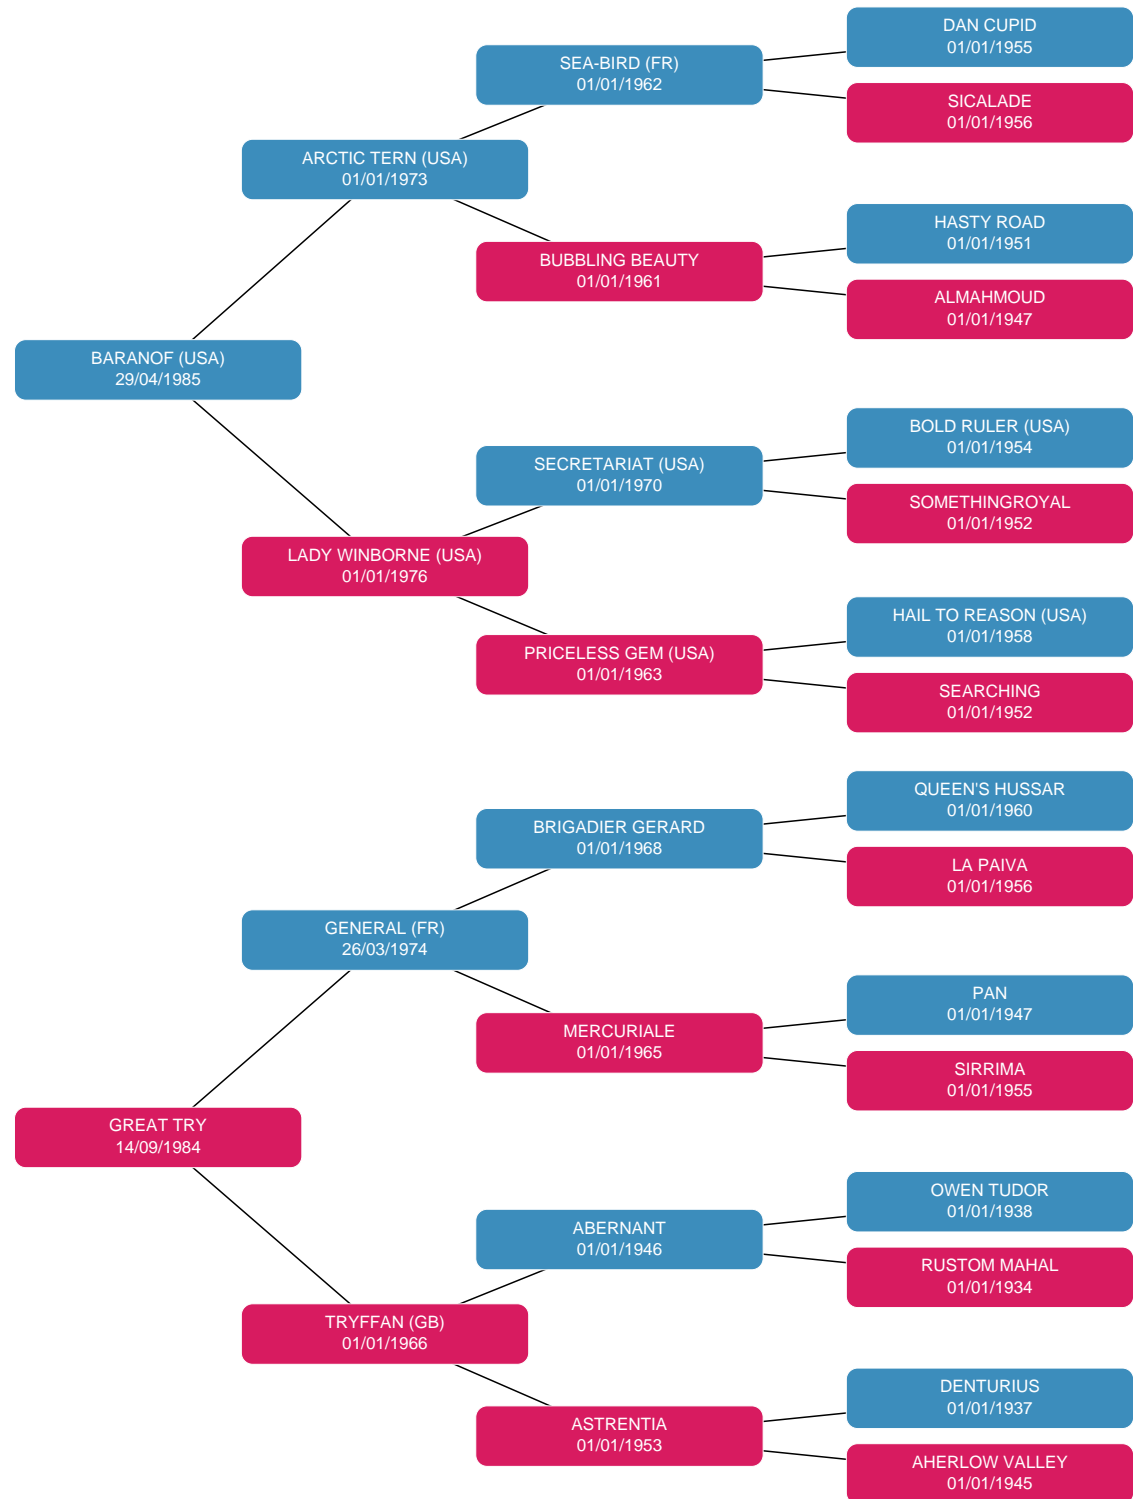 DAN CUPID
01/01/1955
SEA-BIRD (FR)
01/01/1962
SICALADE
01/01/1956
ARCTIC TERN (USA)
01/01/1973
HASTY ROAD
01/01/1951
BUBBLING BEAUTY
01/01/1961
ALMAHMOUD
01/01/1947
BARANOF (USA)
29/04/1985
BOLD RULER (USA)
01/01/1954
SECRETARIAT (USA)
01/01/1970
SOMETHINGROYAL
01/01/1952
LADY WINBORNE (USA)
01/01/1976
HAIL TO REASON (USA)
01/01/1958
PRICELESS GEM (USA)
01/01/1963
SEARCHING
01/01/1952
QUEEN'S HUSSAR
01/01/1960
BRIGADIER GERARD
01/01/1968
LA PAIVA
01/01/1956
GENERAL (FR)
26/03/1974
PAN
01/01/1947
MERCURIALE
01/01/1965
SIRRIMA
01/01/1955
GREAT TRY
14/09/1984
OWEN TUDOR
01/01/1938
ABERNANT
01/01/1946
RUSTOM MAHAL
01/01/1934
TRYFFAN (GB)
01/01/1966
DENTURIUS
01/01/1937
ASTRENTIA
01/01/1953
AHERLOW VALLEY
01/01/1945